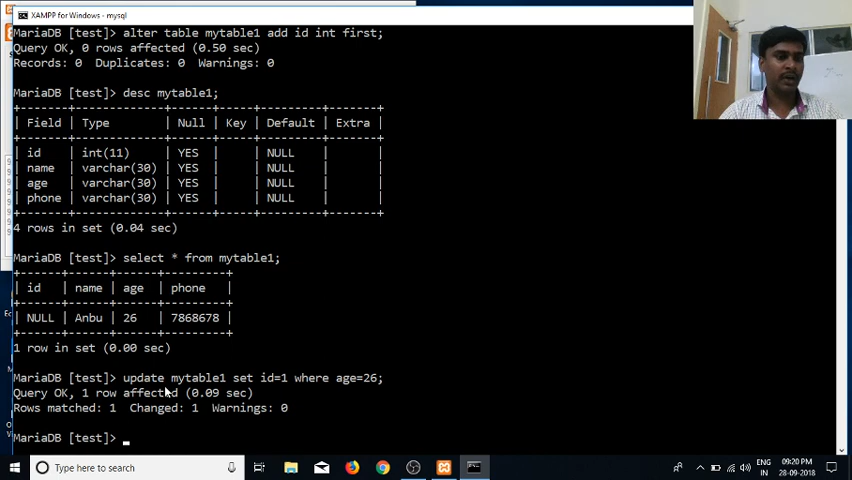 XAMPP for Windows - mysql
MariaDB [test]> alter table mytable1 add id int first;
Query OK, 0 rows affected (0.50 sec)
Records: 0  Duplicates: 0  Warnings: 0
MariaDB [test]> desc mytable1;
+-------+-------------+------+-----+---------+-------+
| Field | Type        | Null | Key | Default | Extra |
+-------+-------------+------+-----+---------+-------+
| id    | int(11)     | YES  |     | NULL    |       |
| name  | varchar(30) | YES  |     | NULL    |       |
| age   | varchar(30) | YES  |     | NULL    |       |
| phone | varchar(30) | YES  |     | NULL    |       |
+-------+-------------+------+-----+---------+-------+
4 rows in set (0.04 sec)
MariaDB [test]> select * from mytable1;
+------+------+------+---------+
| id   | name | age  | phone   |
+------+------+------+---------+
| NULL | Anbu | 26   | 7868678 |
+------+------+------+---------+
1 row in set (0.00 sec)
MariaDB [test]> update mytable1 set id=1 where age=26;
Query OK, 1 row affected (0.09 sec)
Rows matched: 1  Changed: 1  Warnings: 0
MariaDB [test]> _
Type here to search
ENG
IN
09:20 PM
28-09-2018